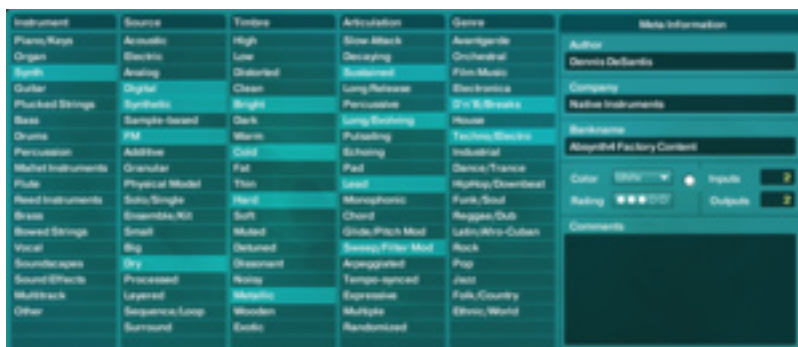 Instrument Source Timbre Articulation Genre Meta Information
Piano/Keys Acoustic High Slow Attack Avantgarde
Author
Organ Electric Low Decaying Orchestral
Dennis DeSantis
Synth Analog Distorted Sustained Film Music
Guitar Digital Clean Long Release Electronica
Company
Plucked Strings Synthetic Bright Percussive D'n'B/Breaks
Native Instruments
Bass Sample-based Dark Long/Evolving House
Drums FM Warm Pulsating Techno/Electro
Bankname
Percussion Additive Cold Echoing Industrial
Absynth4 Factory Content
Mallet Instruments Granular Fat Pad Dance/Trance
Flute Physical Model Thin Lead HipHop/Downbeat
Color Inputs 2
Reed Instruments Solo/Single Hard Monophonic Funk/Soul
Rating Outputs 2
Brass Ensemble/Kit Soft Chord Reggae/Dub
Bowed Strings Small Muted Glide/Pitch Mod Latin/Afro-Cuban
Comments
Vocal Big Detuned Sweep/Filter Mod Rock
Soundscapes Dry Dissonant Arpeggiated Pop
Sound Effects Processed Noisy Tempo-synced Jazz
Multitrack Layered Metallic Expressive Folk/Country
Other Sequence/Loop Wooden Multiple Ethnic/World
Surround Exotic Randomized